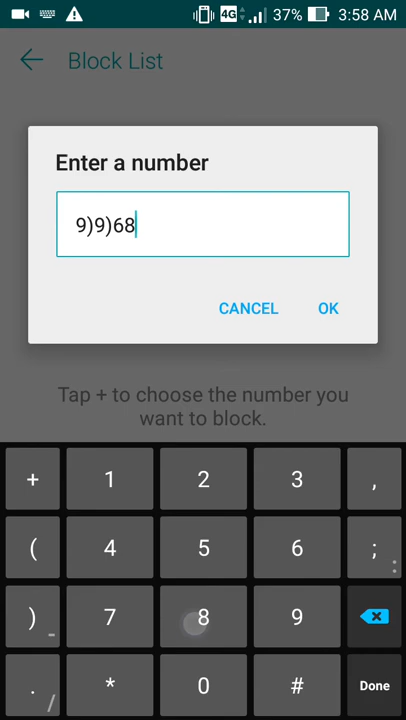 4G 37% 3:58 AM
Block List
Enter a number
9)9)68
CANCEL OK
Tap + to choose the number you
want to block.
+ 1 2 3 ,
( 4 5 6 ; :
) 7 8 9 -
. / * 0 # Done